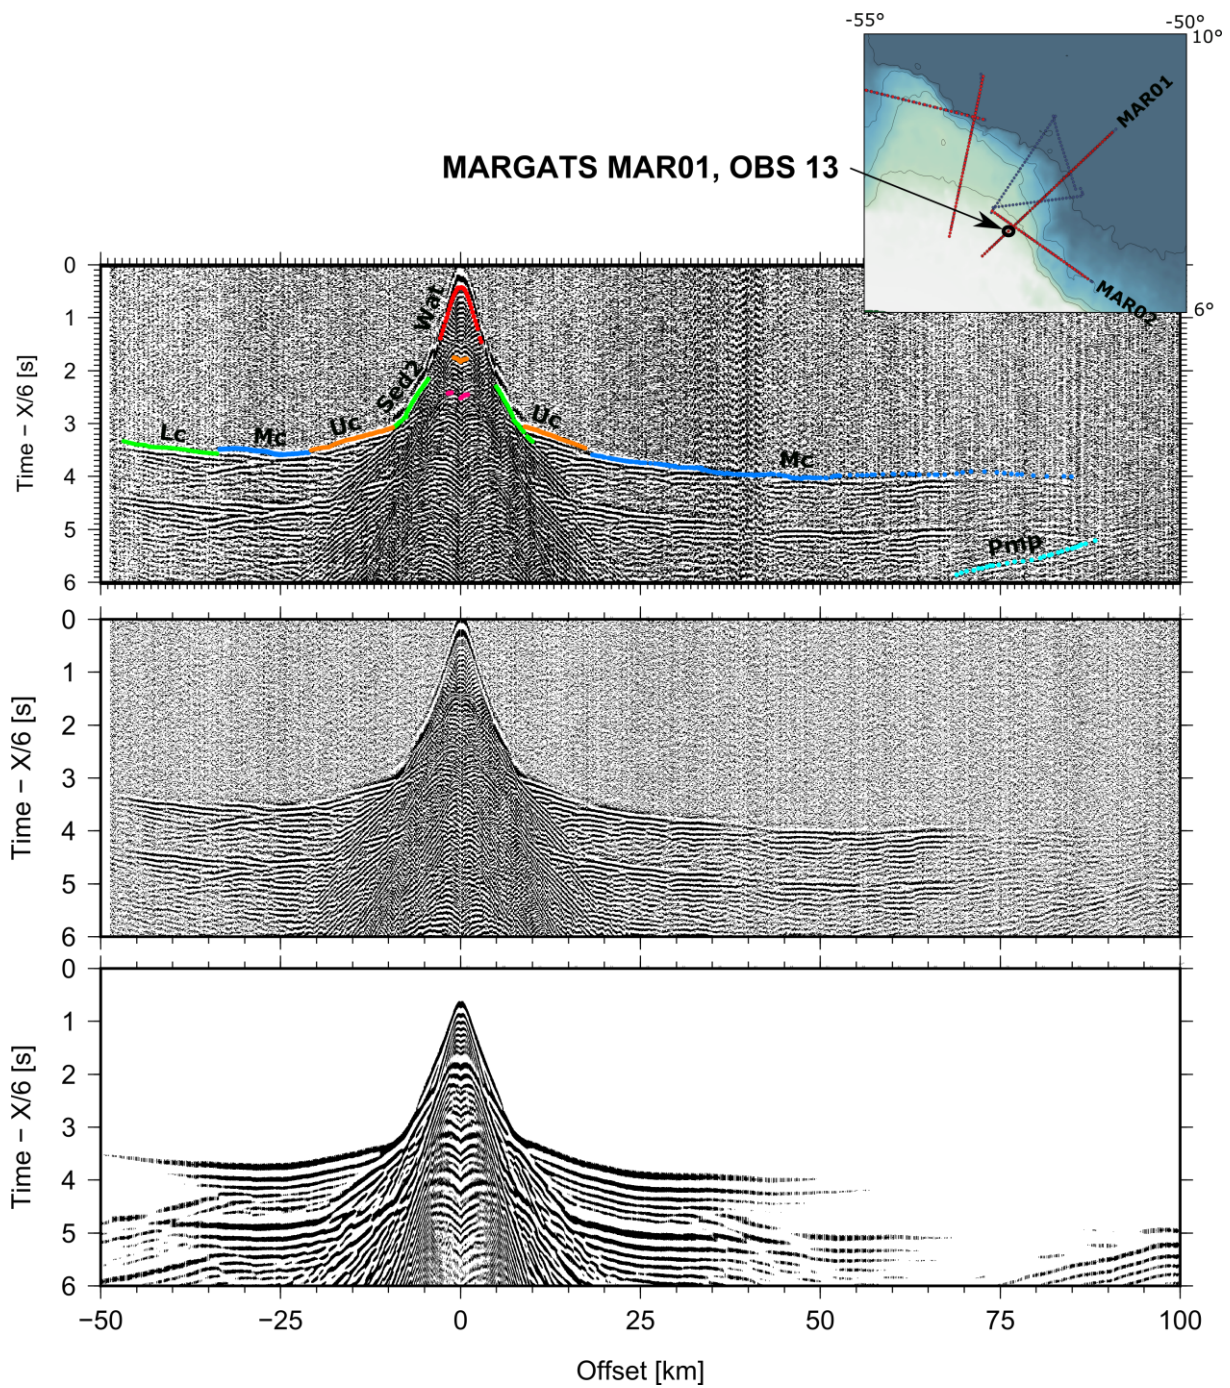 -55°
-50°
10°
MAR01
MARGATS MAR01, OBS 13
MAR02
6°
0
1
2
3
4
5
6
Time – X/6 [s]
Wat
Sed2
Uc
Uc
Lc
Mc
Mc
Pmp
0
1
2
3
4
5
6
Time – X/6 [s]
0
1
2
3
4
5
6
Time – X/6 [s]
−50
−25
0
25
50
75
100
Offset [km]